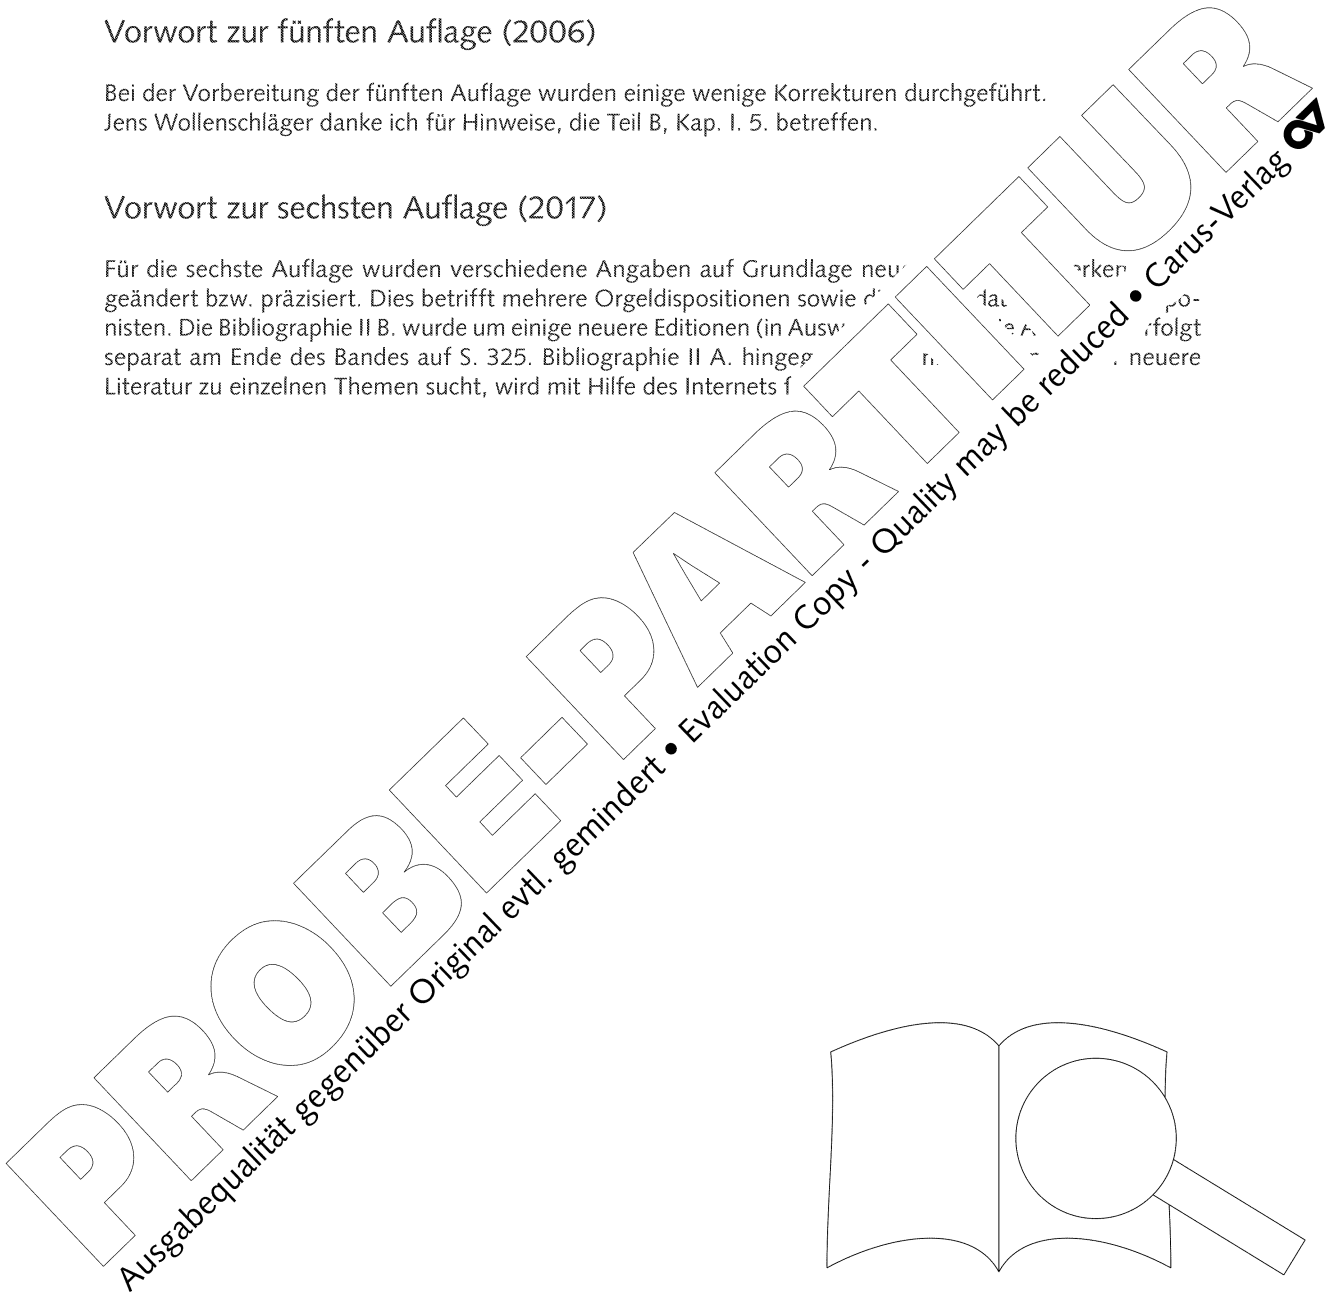 Vorwort zur fünften Auflage (2006)
Bei der Vorbereitung der fünften Auflage wurden einige wenige Korrekturen durchgeführt.
Jens Wollenschläger danke ich für Hinweise, die Teil B, Kap. I. 5. betreffen.
Vorwort zur sechsten Auflage (2017)
Für die sechste Auflage wurden verschiedene Angaben auf Grundlage
geändert bzw. präzisiert. Dies betrifft mehrere Orgeldispositionen sowie
nisten. Die Bibliographie II B. wurde um einige neuere Editionen (in
separat am Ende des Bandes auf S. 325. Bibliographie II A. neuere
Literatur zu einzelnen Themen sucht, wird mit Hilfe des Internets
PROBE-PARTITUR
Ausgabequalität gegenüber Original evtl. gemindert • Evaluation Copy - Quality may be reduced • Carus-Verlag